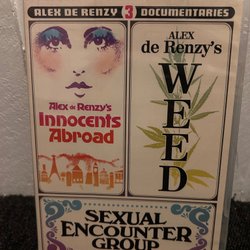 ALEX DE RENZY 3 DOCUMENTARIES
ALEX DE RENZY'S
INNOCENTS
ABROAD
ALEX
de RENZY'S
WEED
SEXUAL
ENCOUNTER
GROUP